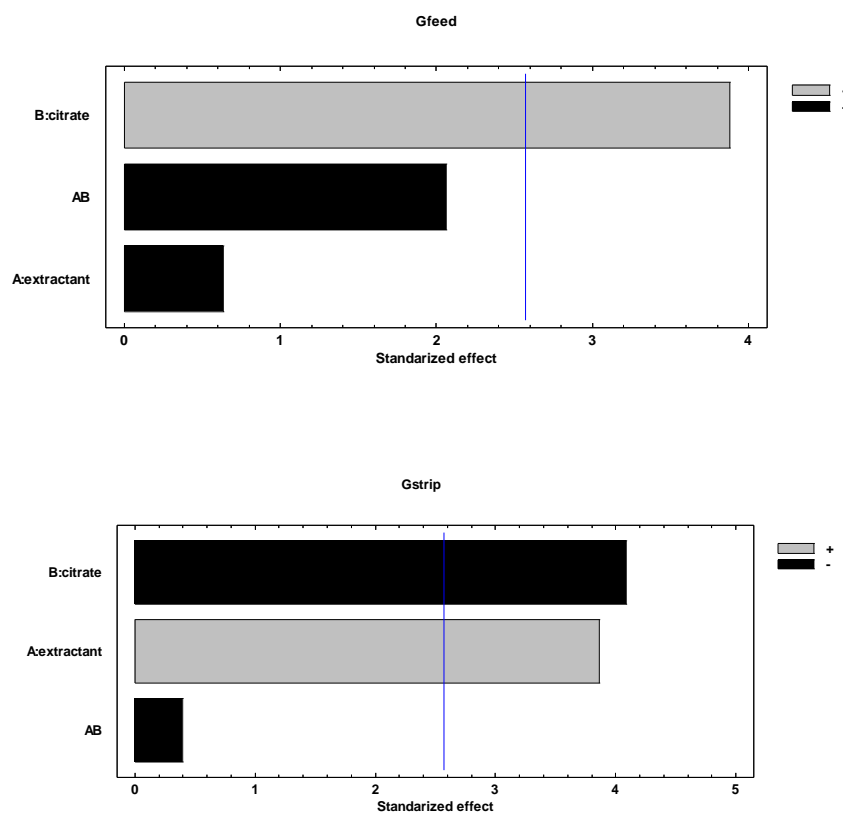 Gfeed
B:citrate
AB
A:extractant
0 1 2 3 4
Standarized effect
Gstrip
+
-
B:citrate
A:extractant
AB
0 1 2 3 4 5
Standarized effect